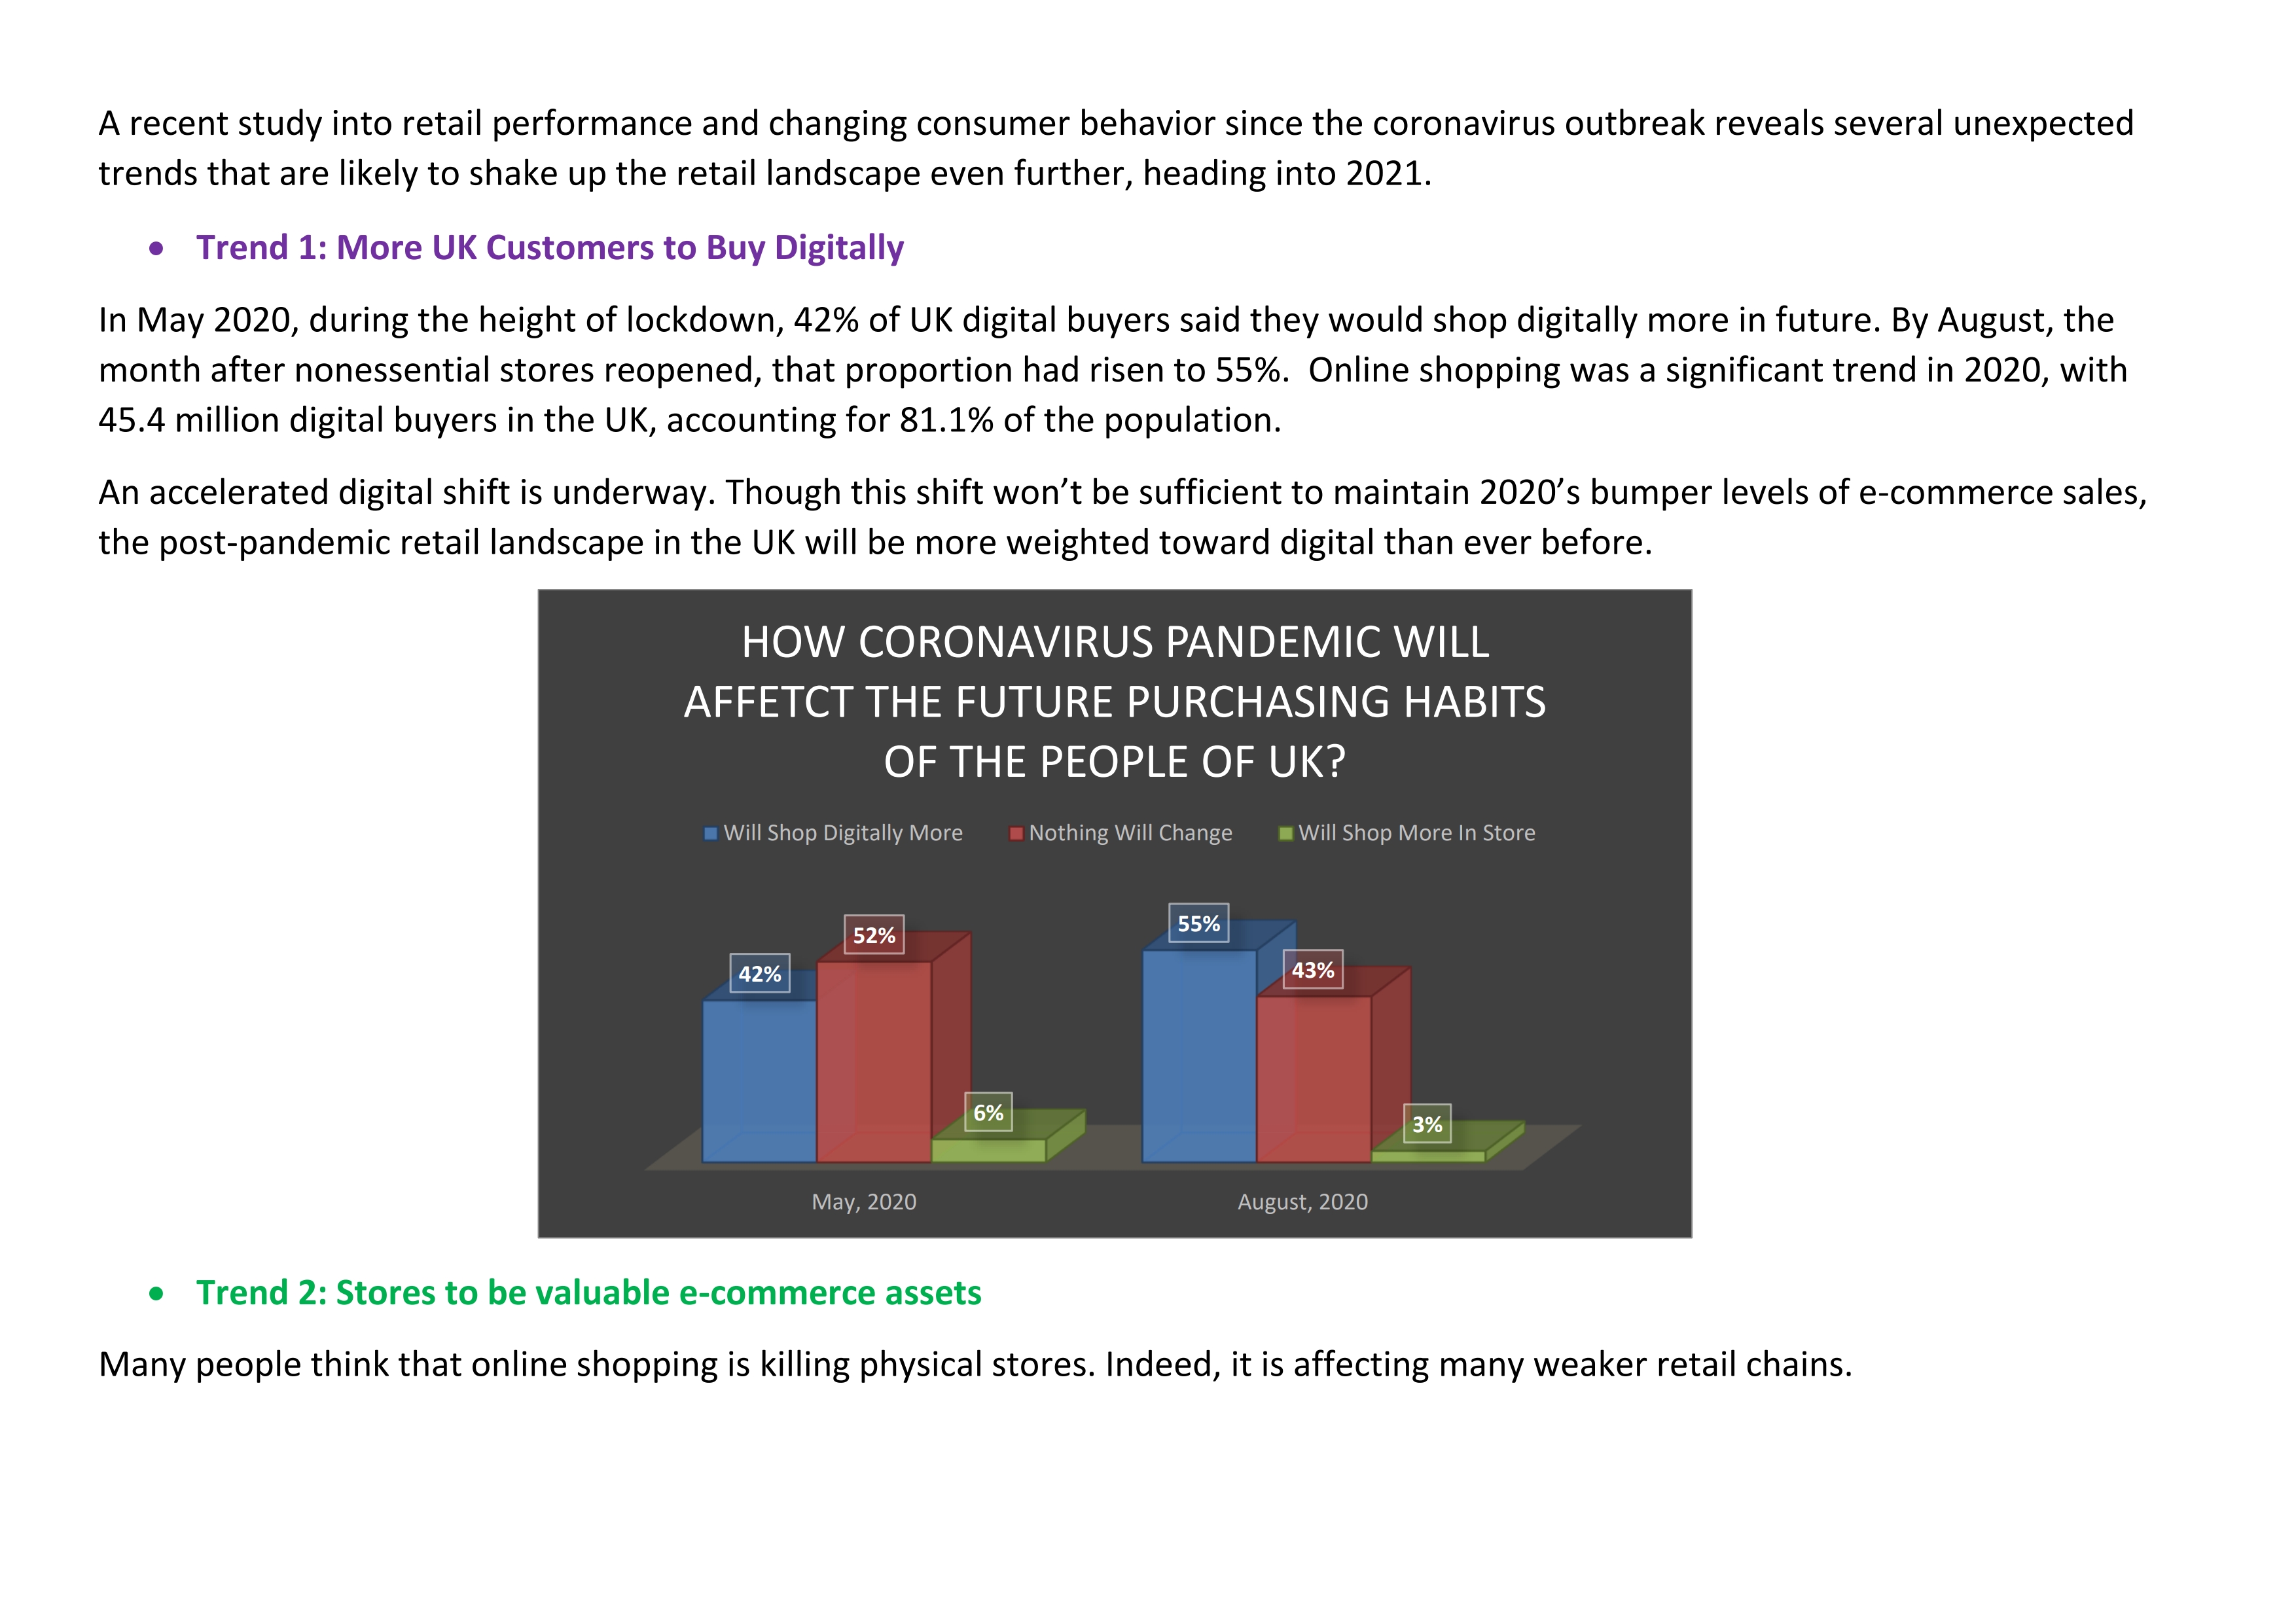 A recent study into retail performance and changing consumer behavior since the coronavirus outbreak reveals several unexpected
trends that are likely to shake up the retail landscape even further, heading into 2021.
• Trend 1: More UK Customers to Buy Digitally
In May 2020, during the height of lockdown, 42% of UK digital buyers said they would shop digitally more in future. By August, the
month after nonessential stores reopened, that proportion had risen to 55%.  Online shopping was a significant trend in 2020, with
45.4 million digital buyers in the UK, accounting for 81.1% of the population.
An accelerated digital shift is underway. Though this shift won’t be sufficient to maintain 2020’s bumper levels of e-commerce sales,
the post-pandemic retail landscape in the UK will be more weighted toward digital than ever before.
HOW CORONAVIRUS PANDEMIC WILL
AFFETCT THE FUTURE PURCHASING HABITS
OF THE PEOPLE OF UK?
Will Shop Digitally More Nothing Will Change Will Shop More In Store
42% 52% 6% 55% 43% 3%
May, 2020 August, 2020
• Trend 2: Stores to be valuable e-commerce assets
Many people think that online shopping is killing physical stores. Indeed, it is affecting many weaker retail chains.